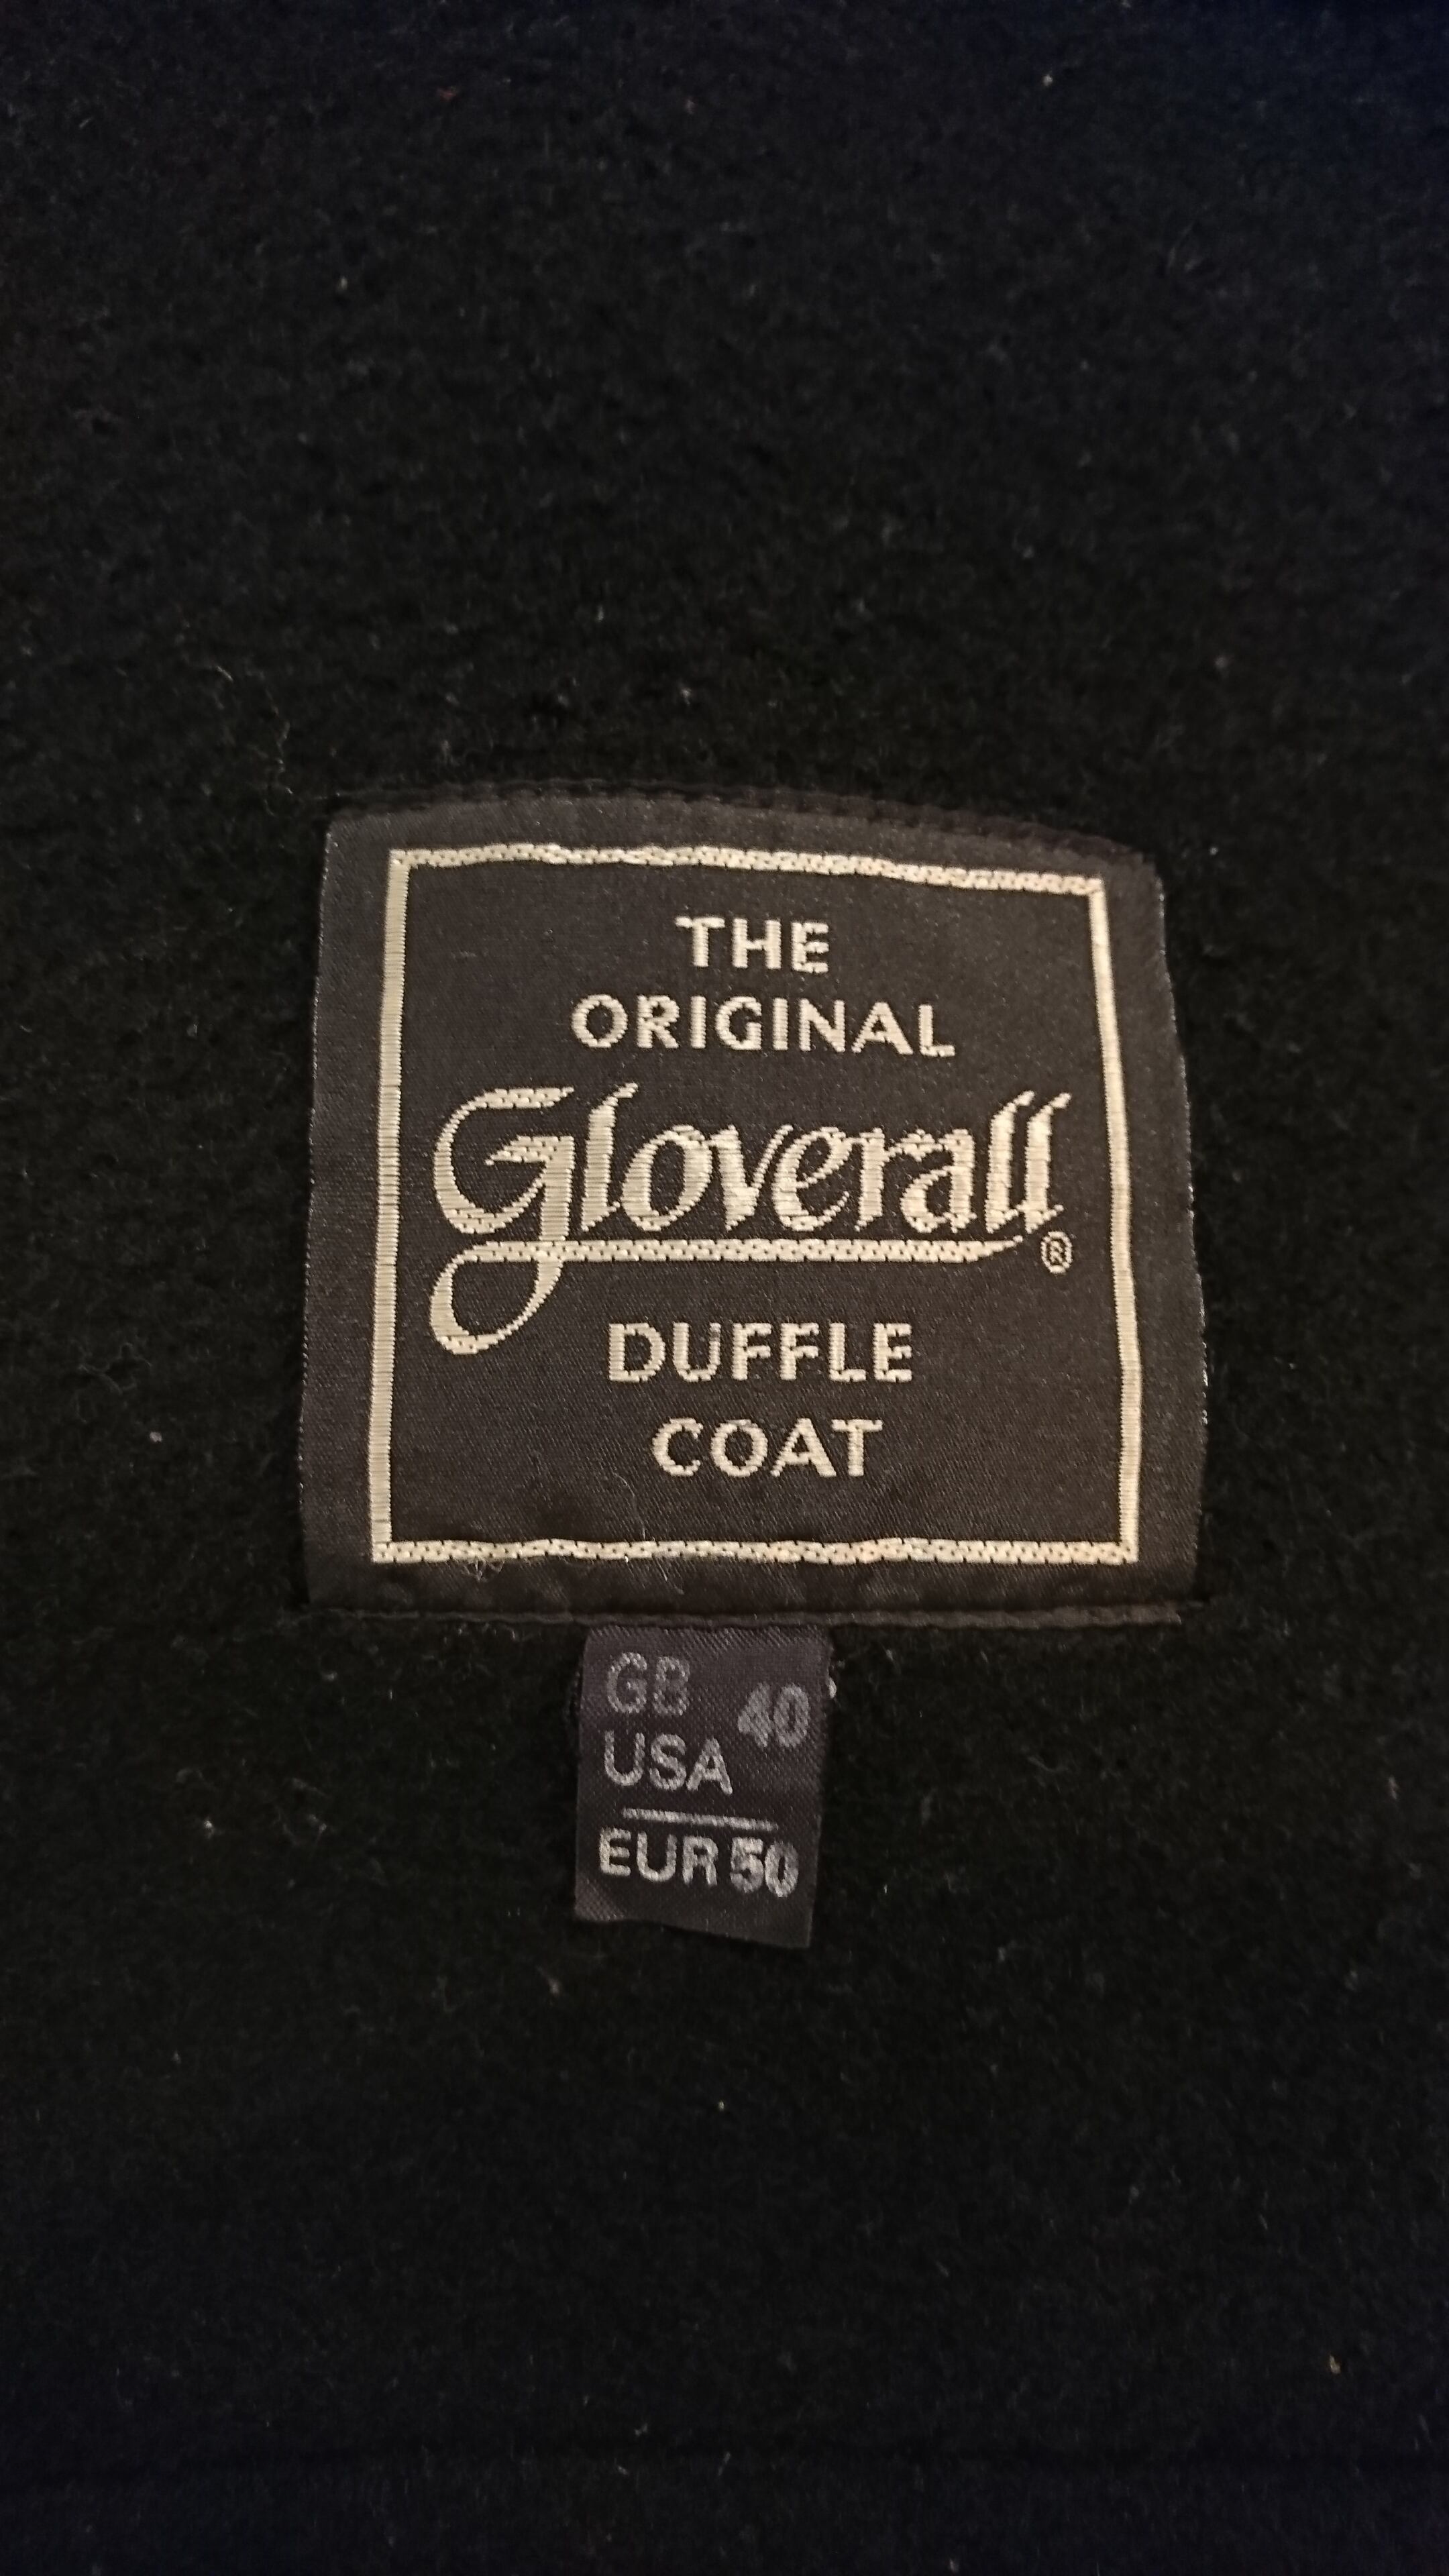 THE
ORIGINAL
Gloverall®
DUFFLE
COAT
GB 40
USA
EUR 50